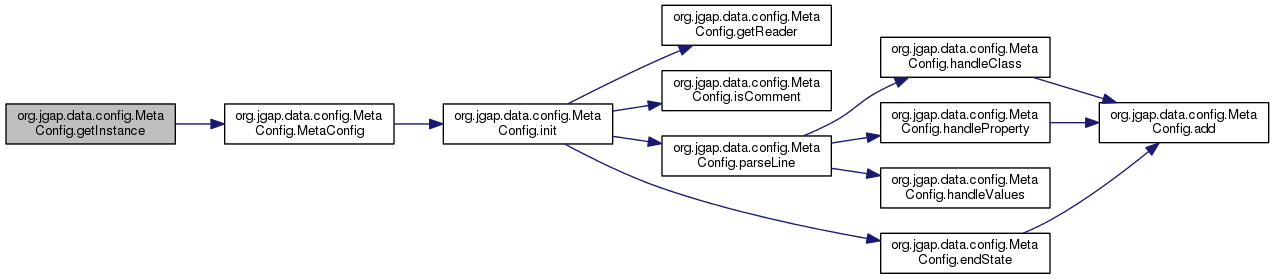 org.jgap.data.config.Meta
Config.getInstance
org.jgap.data.config.Meta
Config.MetaConfig
org.jgap.data.config.Meta
Config.init
org.jgap.data.config.Meta
Config.getReader
org.jgap.data.config.Meta
Config.isComment
org.jgap.data.config.Meta
Config.parseLine
org.jgap.data.config.Meta
Config.handleClass
org.jgap.data.config.Meta
Config.handleProperty
org.jgap.data.config.Meta
Config.handleValues
org.jgap.data.config.Meta
Config.endState
org.jgap.data.config.Meta
Config.add